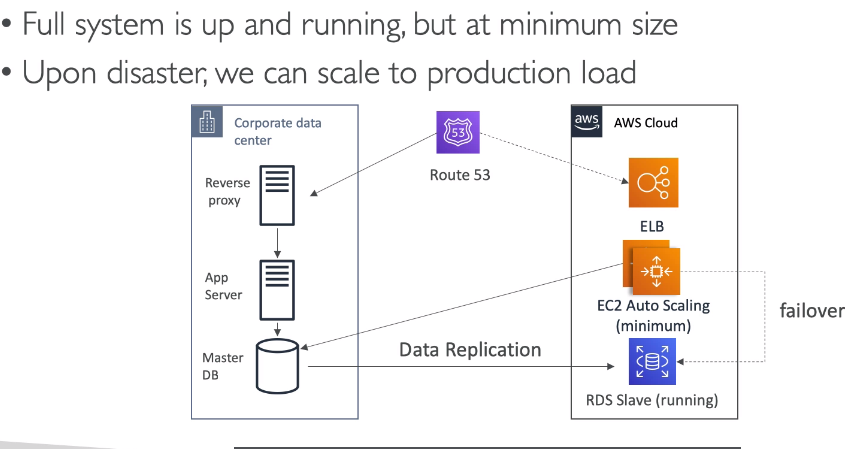 • Full system is up and running, but at minimum size
• Upon disaster, we can scale to production load
Corporate data
center
53
aws
AWS Cloud
Reverse
proxy
Route 53
ELB
App
Server
EC2 Auto Scaling
(minimum)
failover
Master
DB
Data Replication
RDS Slave (running)